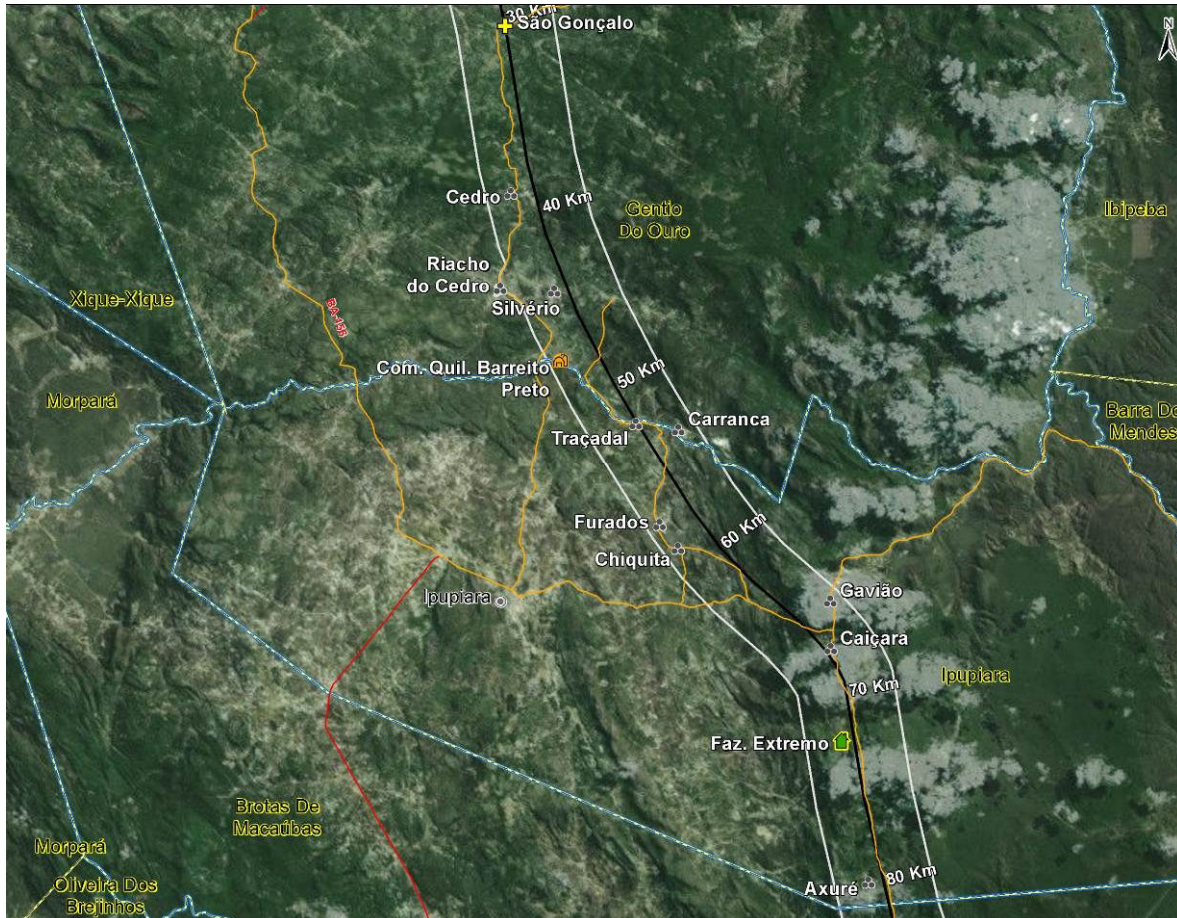 30 Km
São Gonçalo
N
Cedro
40 Km
Gentio
Do Ouro
Ibipeba
Riacho
do Cedro
Silvério
Xique-Xique
BA-156
Com. Quil. Barreito
Preto
50 Km
Morpará
Traçadal
Carranca
Barra Do
Mendes
Furados
60 Km
Chiquita
Ipupiara
Gavião
Caiçara
70 Km
Ipupiara
Faz. Extremo
Brotas De
Macaúbas
Morpará
Oliveira Dos
Brejinhos
Axuré
80 Km